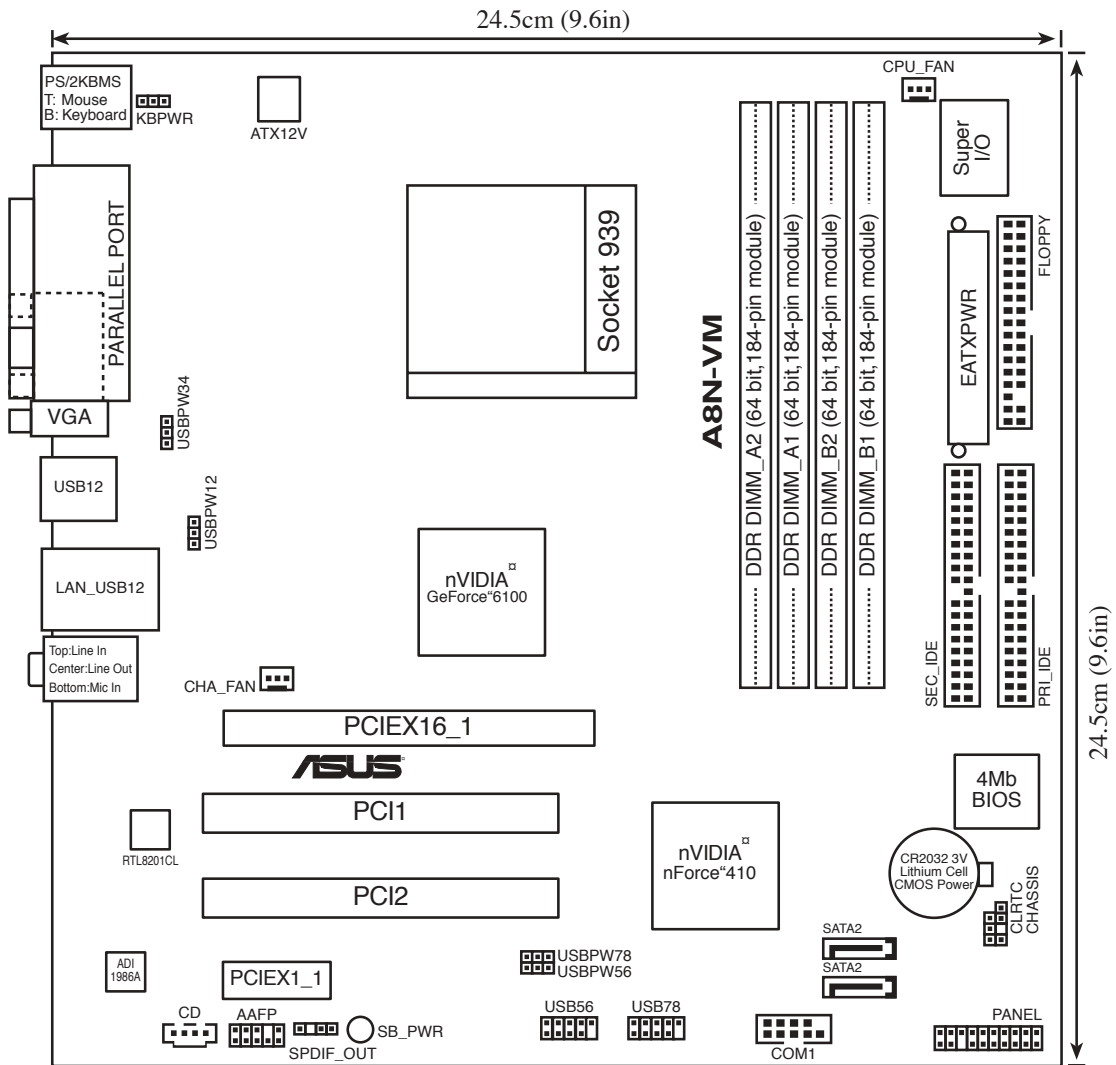 24.5cm (9.6in)
PS/2KBMS
T: Mouse
B: Keyboard
KBPWR
ATX12V
CPU_FAN
Super
I/O
PARALLEL PORT
Socket 939
A8N-VM
DDR DIMM_A2 (64 bit,184-pin module)
DDR DIMM_A1 (64 bit,184-pin module)
DDR DIMM_B2 (64 bit,184-pin module)
DDR DIMM_B1 (64 bit,184-pin module)
EATXPWR
FLOPPY
VGA
USBPW34
USB12
USBPW12
LAN_USB12
nVIDIA¤
GeForce“6100
Top:Line In
Center:Line Out
Bottom:Mic In
CHA_FAN
SEC_IDE
PRI_IDE
24.5cm (9.6in)
PCIEX16_1
ASUS
4Mb
BIOS
PCI1
RTL8201CL
nVIDIA¤
nForce“410
CR2032 3V
Lithium Cell
CMOS Power
PCI2
CLRTC
CHASSIS
SATA2
SATA2
ADI
1986A
PCIEX1_1
USBPW78
USBPW56
CD
AAFP
SPDIF_OUT
SB_PWR
USB56
USB78
COM1
PANEL